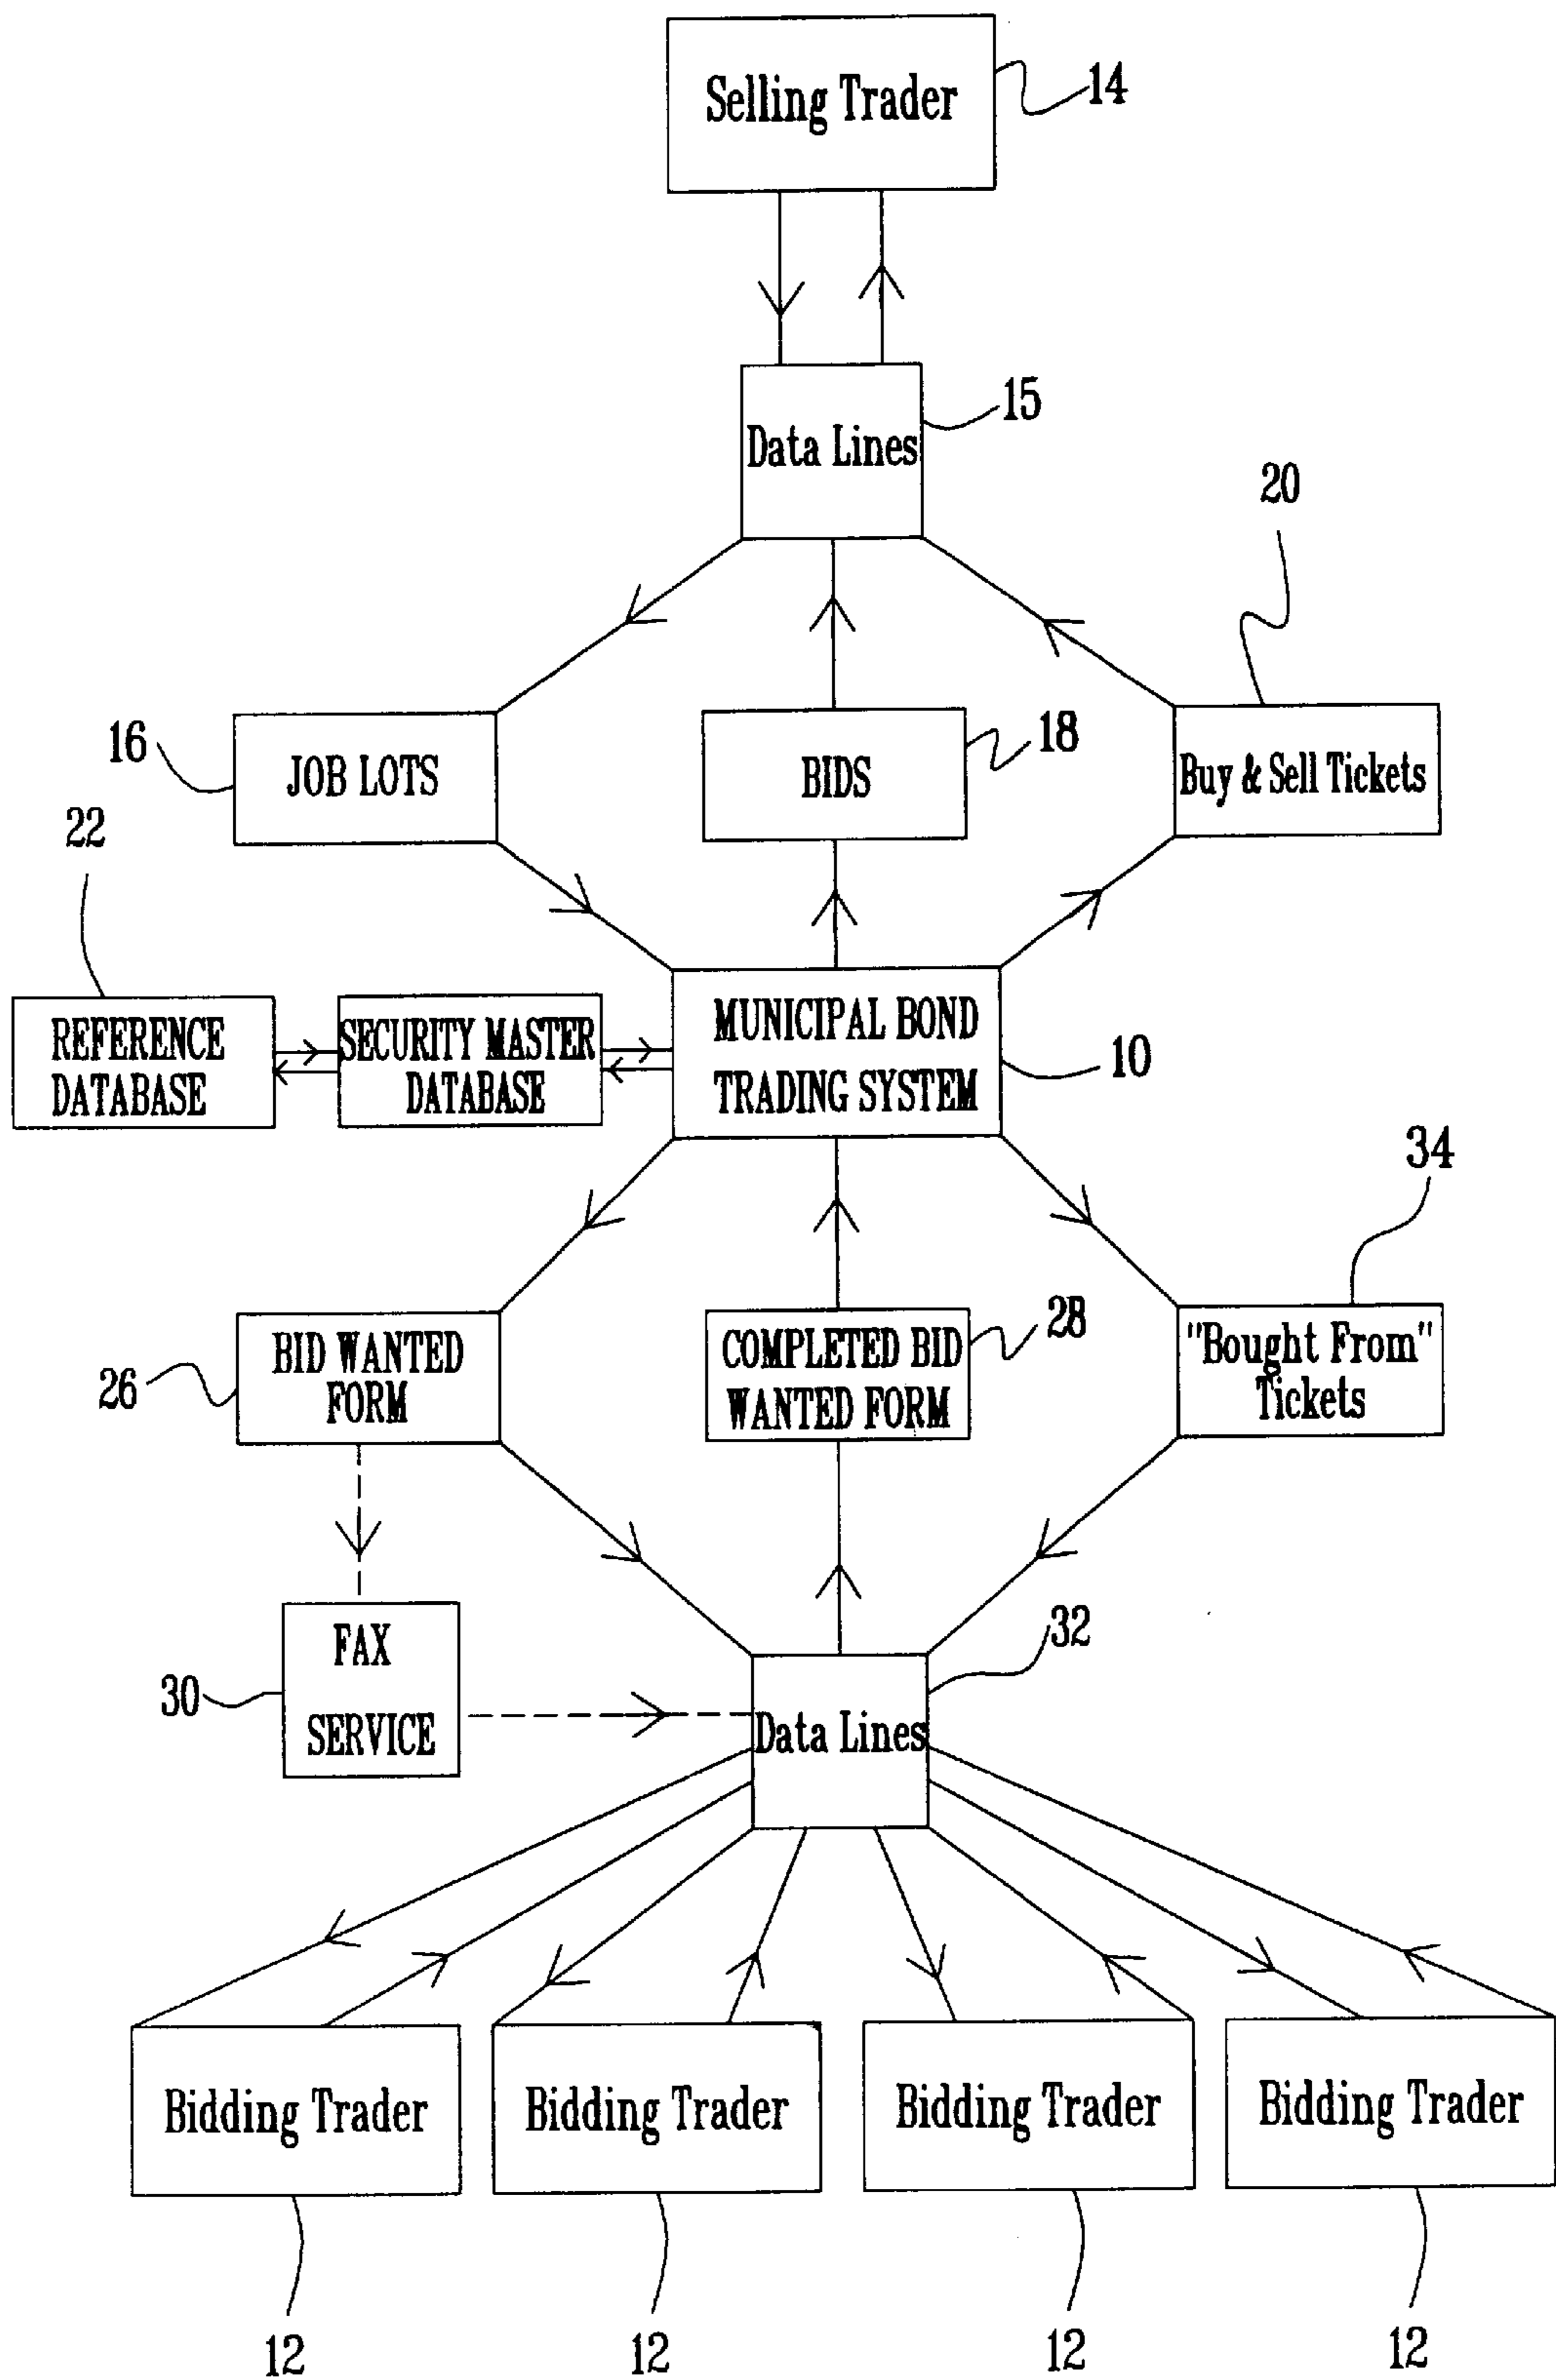 Selling Trader
14
Data Lines
15
20
16
JOB LOTS
BIDS
18
Buy & Sell Tickets
22
REFERENCE
DATABASE
SECURITY MASTER
DATABASE
MUNICIPAL BOND
TRADING SYSTEM
10
34
26
BID WANTED
FORM
COMPLETED BID
WANTED FORM
28
"Bought From"
Tickets
30
FAX
SERVICE
Data Lines
32
Bidding Trader
Bidding Trader
Bidding Trader
Bidding Trader
12
12
12
12